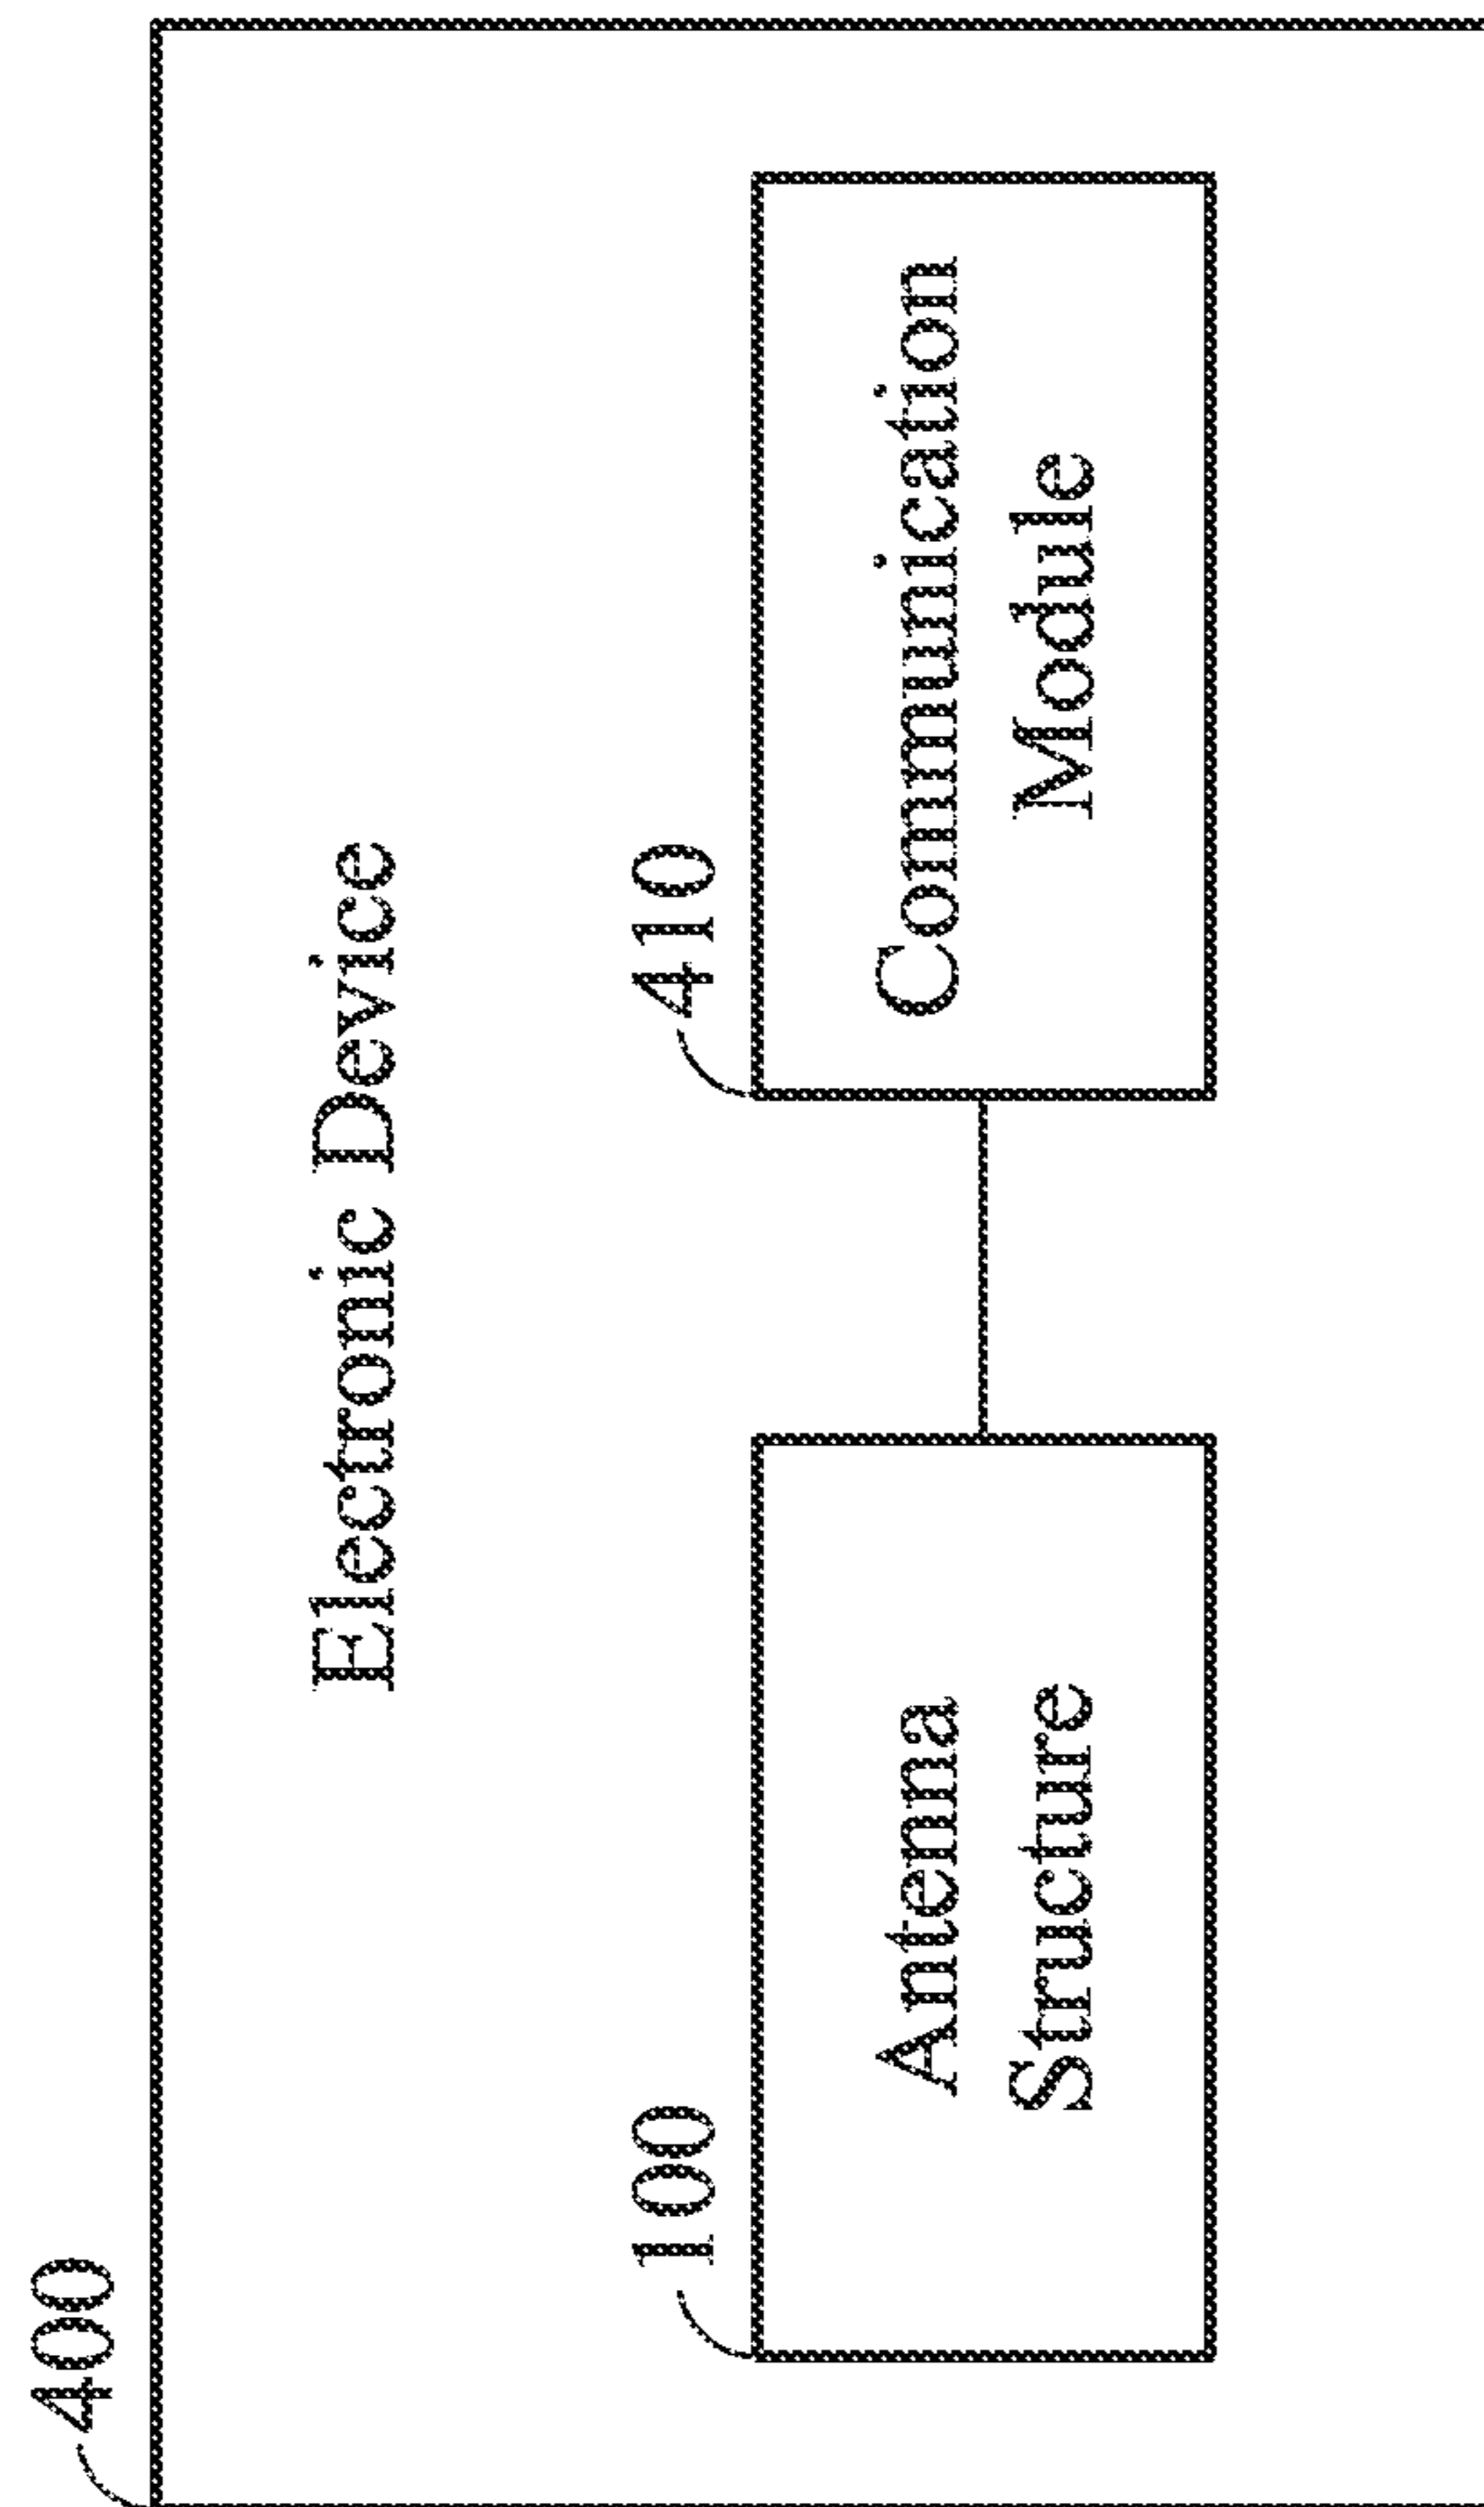 400
Electronic Device
100
410
Antenna
Structure
Communication
Module